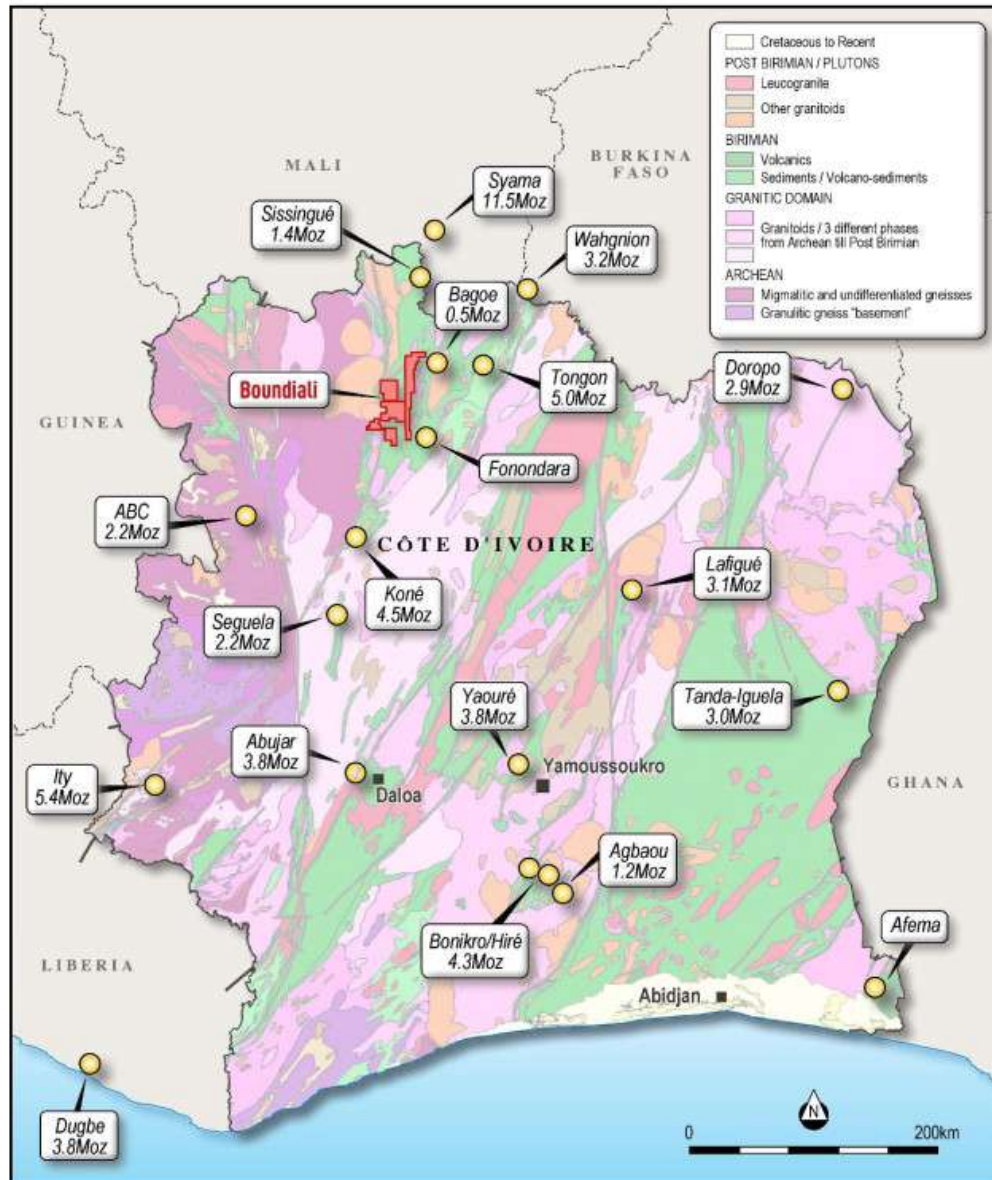 Cretaceous to Recent
POST BIRIMIAN / PLUTONS
Leucogranite
Other granitoids
BIRIMIAN
Volcanics
Sediments / Volcano-sediments
GRANITIC DOMAIN
Granitoids / 3 different phases
from Archean till Post Birimian
ARCHEAN
Migmalitic and undifferentiated gneisses
Granulitic gneiss "basement"
MALI
BURKINA
FASO
Syama
11.5Moz
Sissingué
1.4Moz
Wahgnion
3.2Moz
Bagoe
0.5Moz
Boundiali
Tongon
5.0Moz
Doropo
2.9Moz
GUINEA
Fonondara
ABC
2.2Moz
CÔTE D'IVOIRE
Koné
4.5Moz
Lafigué
3.1Moz
Seguela
2.2Moz
Tanda-Iguela
3.0Moz
Yaouré
3.8Moz
Abujar
3.8Moz
Ity
5.4Moz
Daloa
Yamoussoukro
GHANA
Agbaou
1.2Moz
Bonikro/Hiré
4.3Moz
Afema
LIBERIA
Abidjan
Dugbe
3.8Moz
N
0
200km